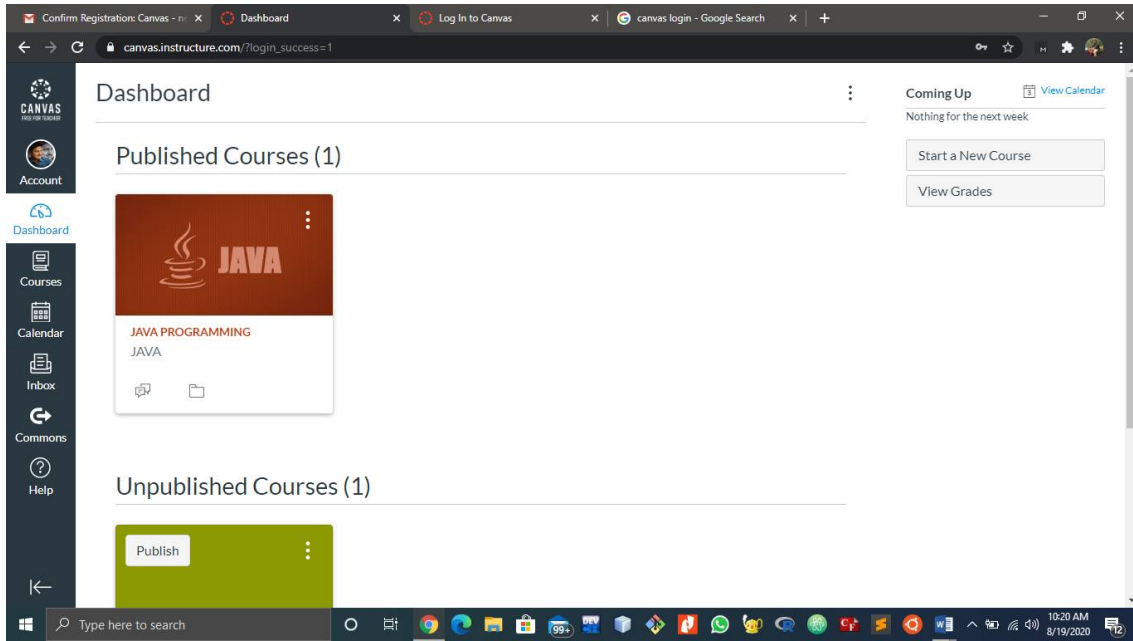 Confirm Registration: Canvas - n
Dashboard
Log In to Canvas
canvas login - Google Search
canvas.instructure.com/?login_success=1
CANVAS
FREE FOR TEACHER
Account
Dashboard
Courses
Calendar
Inbox
Commons
Help
Dashboard
Published Courses (1)
JAVA
JAVA PROGRAMMING
JAVA
Unpublished Courses (1)
Publish
Coming Up
View Calendar
Nothing for the next week
Start a New Course
View Grades
Type here to search
99+
10:20 AM
8/19/2020